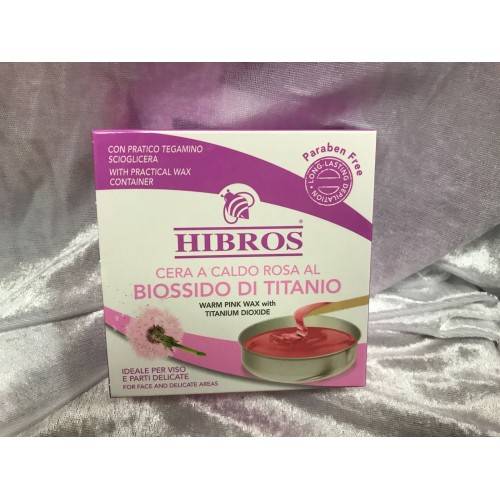 CON PRATICO TEGAMINO
SCIOGLICERA
WITH PRACTICAL WAX
CONTAINER
Paraben Free
LONG-LASTING
DEPILATION
HIBROS®
CERA A CALDO ROSA AL
BIOSSIDO DI TITANIO
WARM PINK WAX with
TITANIUM DIOXIDE
IDEALE PER VISO
E PARTI DELICATE
FOR FACE AND DELICATE AREAS